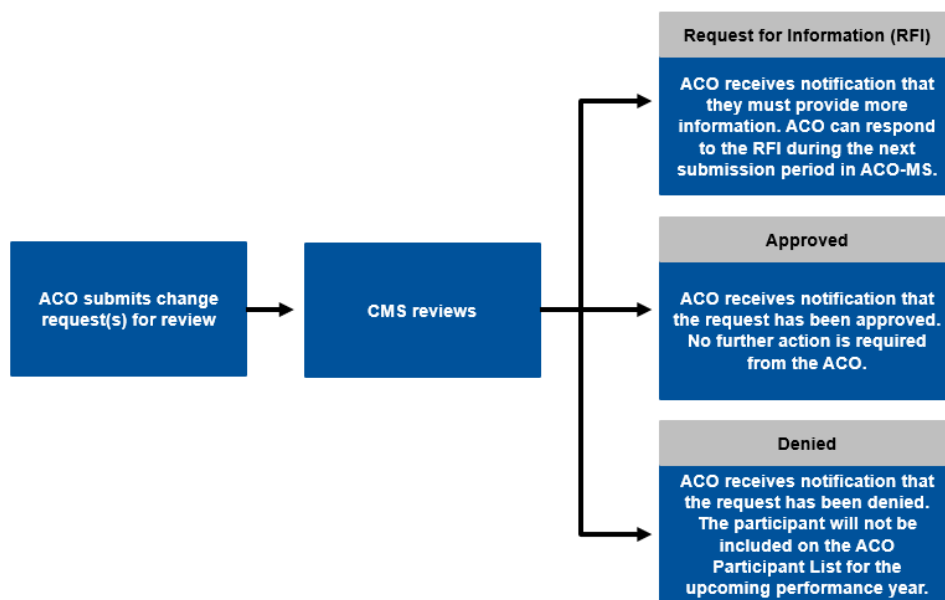 ACO submits change
request(s) for review
CMS reviews
Request for Information (RFI)
ACO receives notification that
they must provide more
information. ACO can respond
to the RFI during the next
submission period in ACO-MS.
Approved
ACO receives notification that
the request has been approved.
No further action is required
from the ACO.
Denied
ACO receives notification that
the request has been denied.
The participant will not be
included on the ACO
Participant List for the
upcoming performance year.